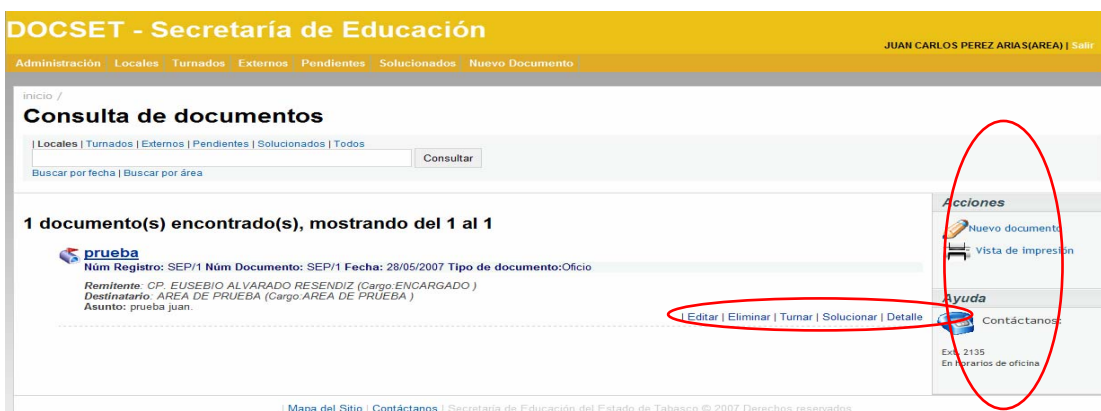 DOCSET - Secretaría de Educación
JUAN CARLOS PEREZ ARIAS(AREA) | Salir
Administración Locales Turnados Externos Pendientes Solucionados Nuevo Documento
inicio /
Consulta de documentos
| Locales | Turnados | Externos | Pendientes | Solucionados | Todos
Consultar
Buscar por fecha | Buscar por área
1 documento(s) encontrado(s), mostrando del 1 al 1
prueba
Núm Registro: SEP/1 Núm Documento: SEP/1 Fecha: 28/05/2007 Tipo de documento:Oficio
Remitente: CP. EUSEBIO ALVARADO RESENDIZ (Cargo:ENCARGADO )
Destinatario: AREA DE PRUEBA (Cargo:AREA DE PRUEBA )
Asunto: prueba juan.
| Editar | Eliminar | Turnar | Solucionar | Detalle
Acciones
Nuevo documento
Vista de impresión
Ayuda
Contáctanos:
Ext. 2135
En horarios de oficina
| Mapa del Sitio | Contáctanos | Secretaría de Educación del Estado de Tabasco © 2007 Derechos reservados